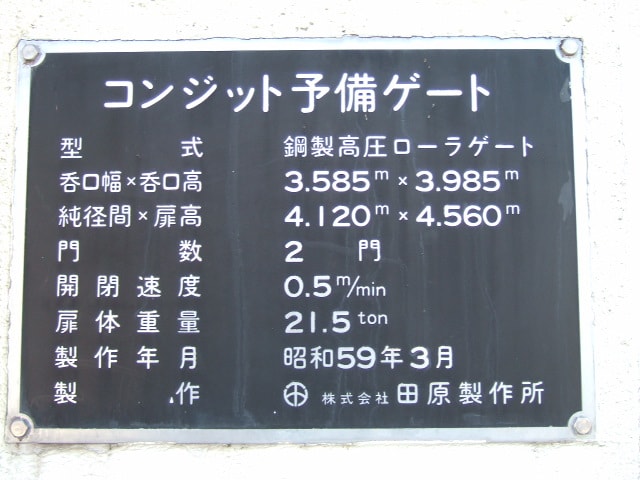 コンジット予備ゲート
型式 鋼製高圧ローラゲート
呑口幅×呑口高 3.585m×3.985m
純径間×扉高 4.120m×4.560m
門数 2門
開閉速度 0.5m/min
扉体重量 21.5ton
製作年月 昭和59年3月
製作 株式会社田原製作所